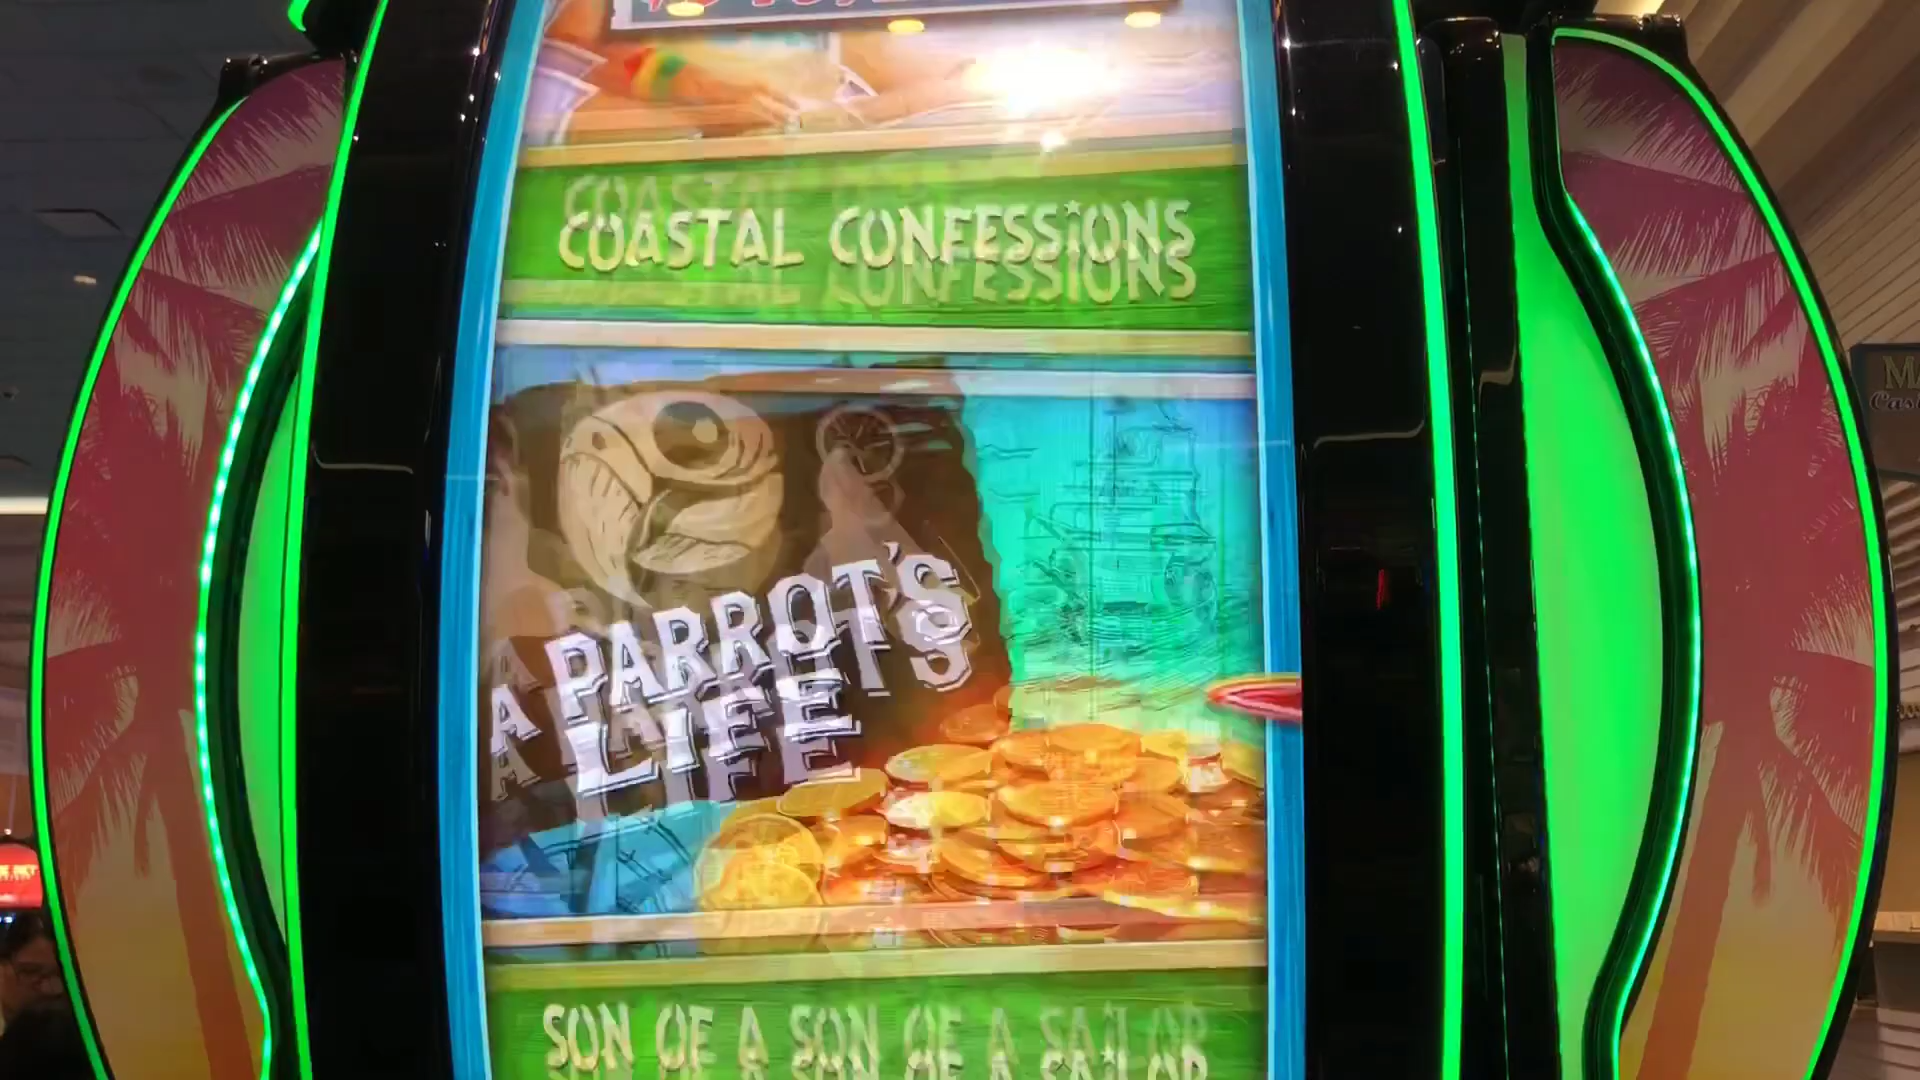 COASTAL CONFESSIONS
A PARROT'S
LIFE
SON OF A SON OF A SAILOR